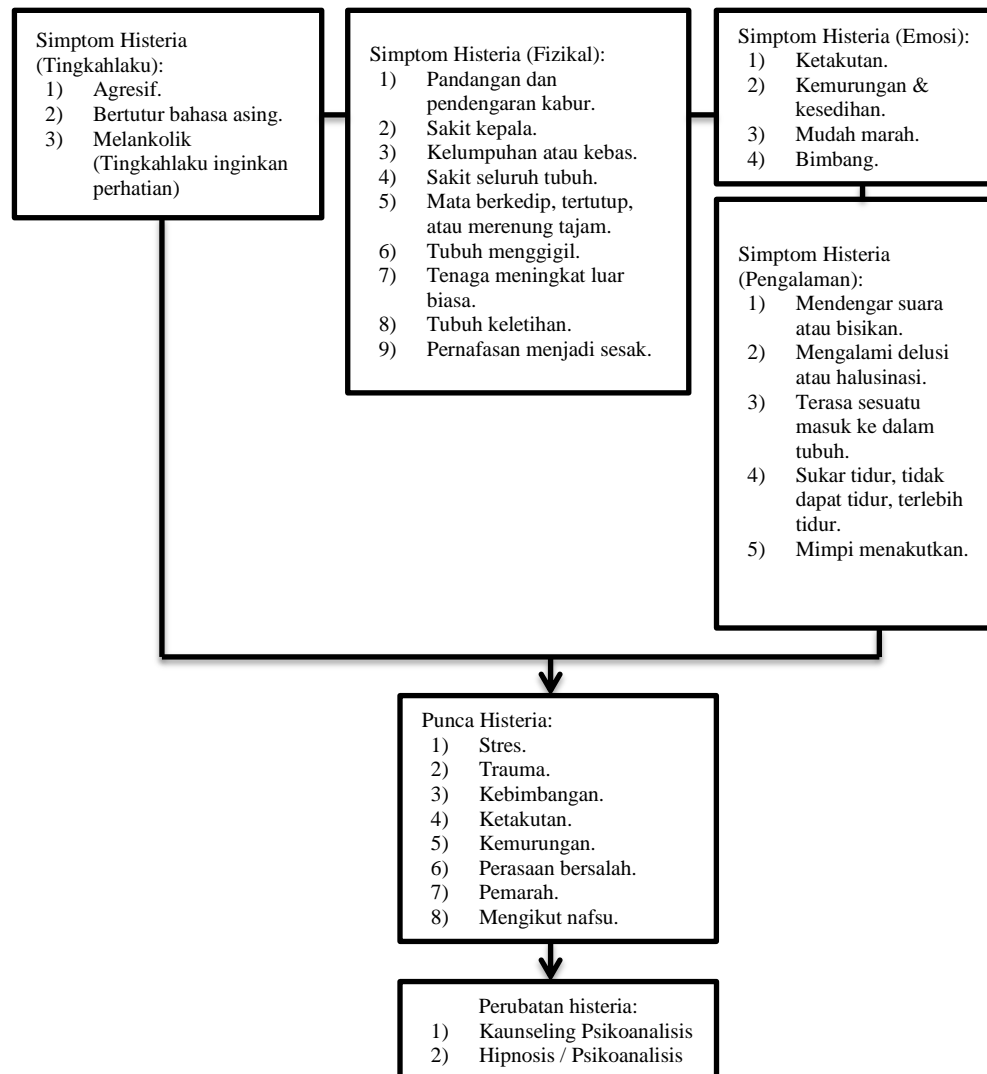 Simptom Histeria
(Tingkahlaku):
1) Agresif.
2) Bertutur bahasa asing.
3) Melankolik
(Tingkahlaku inginkan
perhatian)
Simptom Histeria (Fizikal):
1) Pandangan dan
pendengaran kabur.
2) Sakit kepala.
3) Kelumpuhan atau kebas.
4) Sakit seluruh tubuh.
5) Mata berkedip, tertutup,
atau merenung tajam.
6) Tubuh menggigil.
7) Tenaga meningkat luar
biasa.
8) Tubuh keletihan.
9) Pernafasan menjadi sesak.
Simptom Histeria (Emosi):
1) Ketakutan.
2) Kemurungan &
kesedihan.
3) Mudah marah.
4) Bimbang.
Simptom Histeria
(Pengalaman):
1) Mendengar suara
atau bisikan.
2) Mengalami delusi
atau halusinasi.
3) Terasa sesuatu
masuk ke dalam
tubuh.
4) Sukar tidur, tidak
dapat tidur, terlebih
tidur.
5) Mimpi menakutkan.
Punca Histeria:
1) Stres.
2) Trauma.
3) Kebimbangan.
4) Ketakutan.
5) Kemurungan.
6) Perasaan bersalah.
7) Pemarah.
8) Mengikut nafsu.
Perubatan histeria:
1) Kaunseling Psikoanalisis
2) Hipnosis / Psikoanalisis